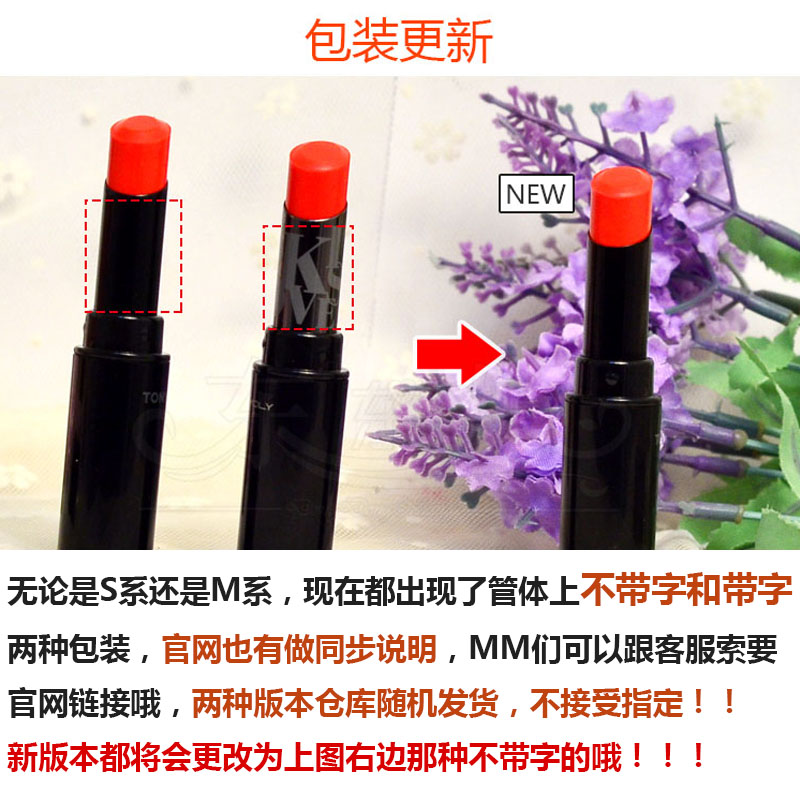 包装更新
NEW
TON
CLY
无论是S系还是M系，现在都出现了管体上不带字和带字
两种包装，官网也有做同步说明，MM们可以跟客服索要
官网链接哦，两种版本仓库随机发货，不接受指定！！
新版本都将会更改为上图右边那种不带字的哦！！！